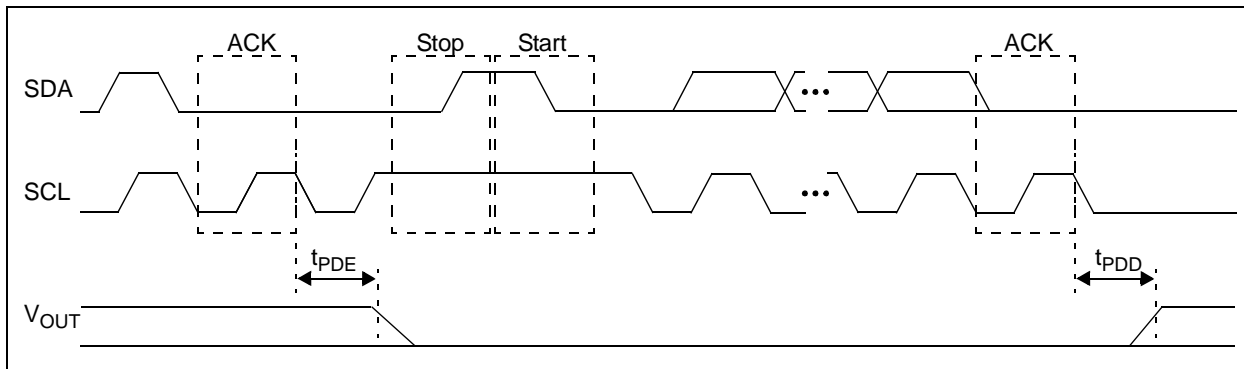 ACK Stop Start ACK
SDA
...
SCL
...
tPDE tPDD
VOUT